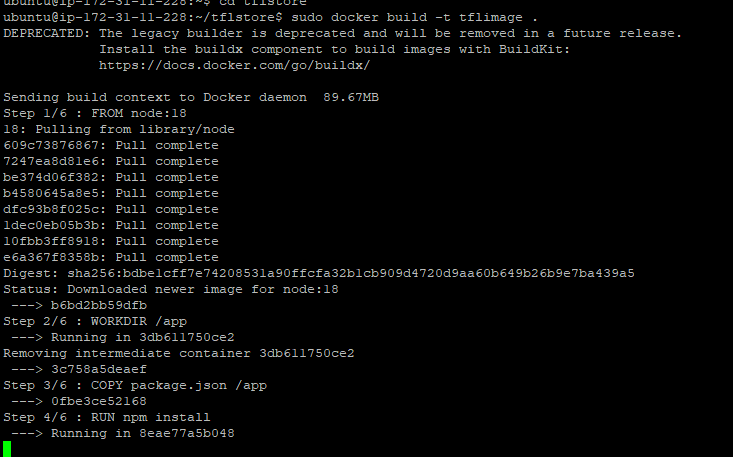 ubuntu@ip-172-31-11-228:~$ cd tflstore
ubuntu@ip-172-31-11-228:~/tflstore$ sudo docker build -t tflimage .
DEPRECATED: The legacy builder is deprecated and will be removed in a future release.
            Install the buildx component to build images with BuildKit:
            https://docs.docker.com/go/buildx/

Sending build context to Docker daemon  89.67MB
Step 1/6 : FROM node:18
18: Pulling from library/node
609c73876867: Pull complete
7247ea8d81e6: Pull complete
be374d06f382: Pull complete
b4580645a8e5: Pull complete
dfc93b8f025c: Pull complete
1dec0eb05b3b: Pull complete
10fbb3ff8918: Pull complete
e6a367f8358b: Pull complete
Digest: sha256:bdbe1cff7e74208531a90ffcfa32b1cb909d4720d9aa60b649b26b9e7ba439a5
Status: Downloaded newer image for node:18
 ---> b6bd2bb59dfb
Step 2/6 : WORKDIR /app
 ---> Running in 3db611750ce2
Removing intermediate container 3db611750ce2
 ---> 3c758a5deaef
Step 3/6 : COPY package.json /app
 ---> 0fbe3ce52168
Step 4/6 : RUN npm install
 ---> Running in 8eae77a5b048